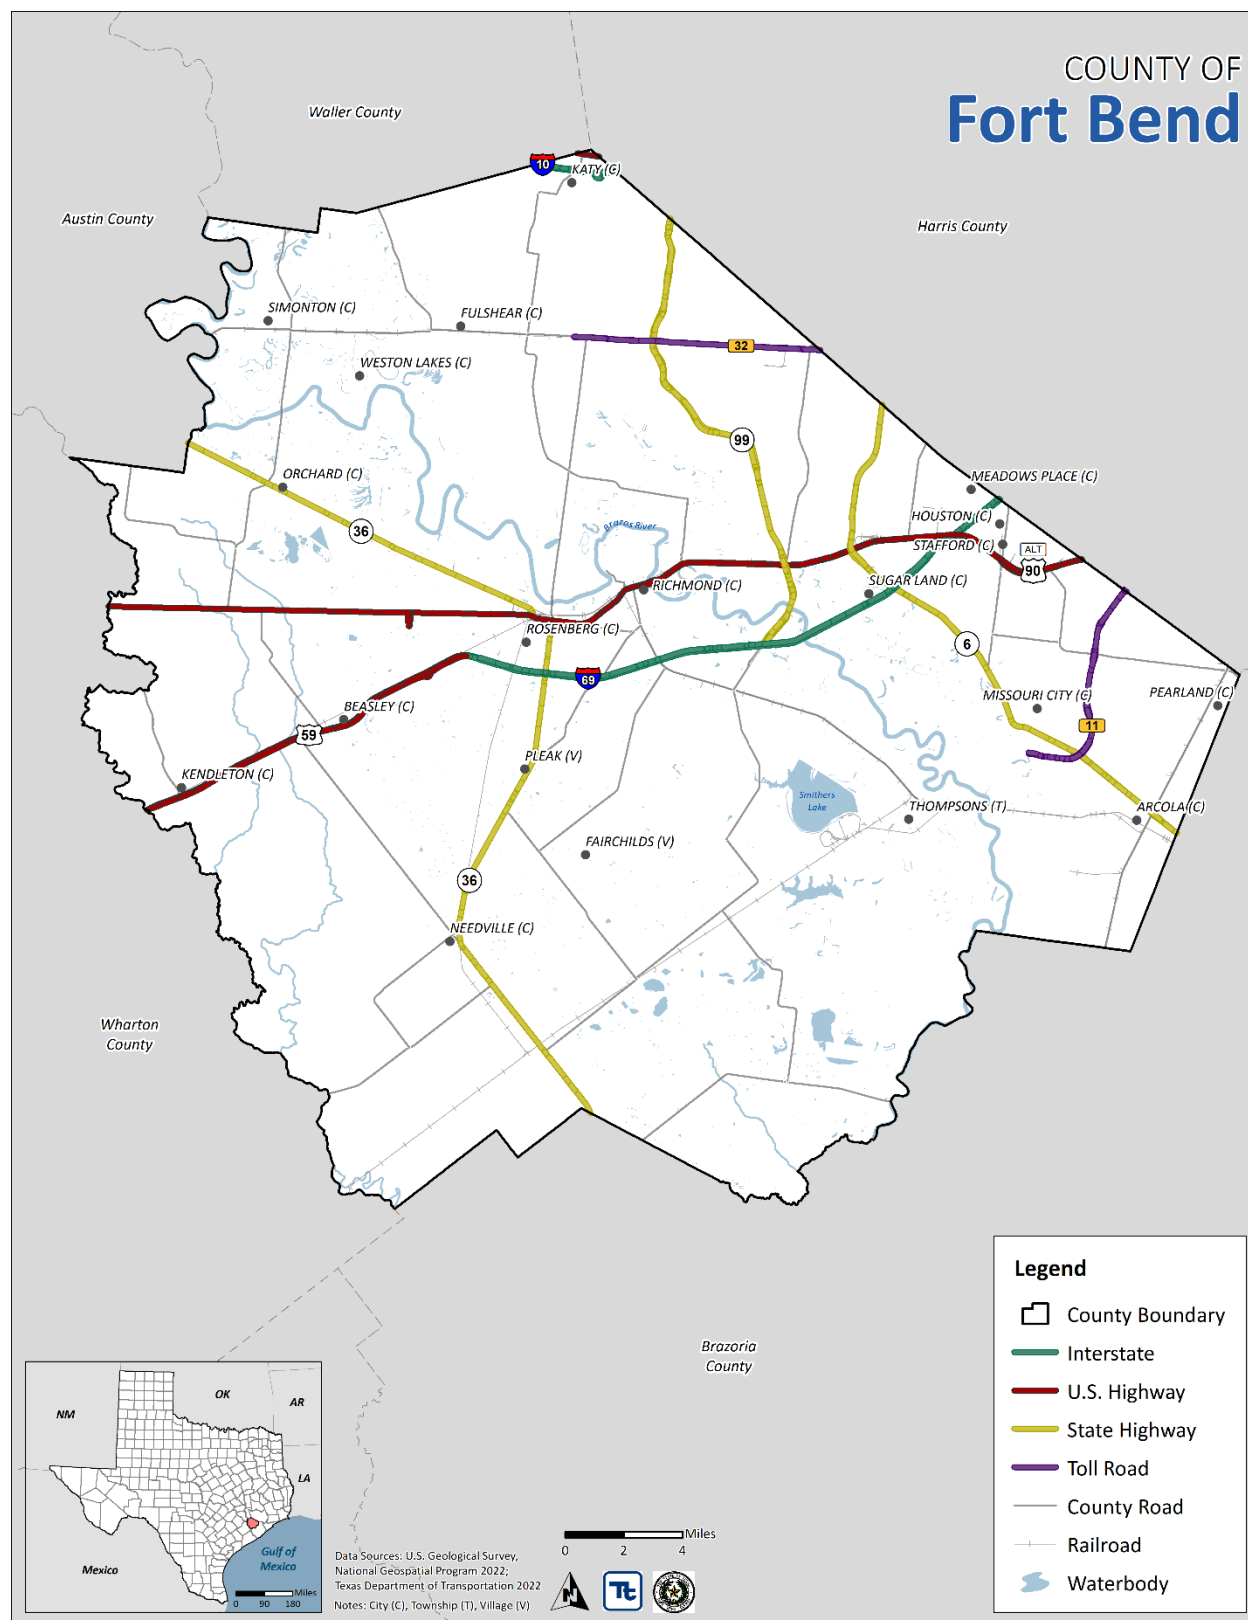 COUNTY OF
Fort Bend
Waller County
10
KATY (C)
Austin County
Harris County
SIMONTON (C)
FULSHEAR (C)
32
WESTON LAKES (C)
99
ORCHARD (C)
MEADOWS PLACE (C)
36
Brazos River
HOUSTON (C)
STAFFORD (C)
ALT
90
RICHMOND (C)
SUGAR LAND (C)
ROSENBERG (C)
6
69
MISSOURI CITY (C)
PEARLAND (C)
BEASLEY (C)
59
11
PLEAK (V)
KENDLETON (C)
Smithers
Lake
THOMPSONS (T)
ARCOLA (C)
FAIRCHILDS (V)
36
NEEDVILLE (C)
Wharton
County
Brazoria
County
Legend
County Boundary
Interstate
U.S. Highway
State Highway
Toll Road
County Road
Railroad
Waterbody
OK
AR
NM
LA
Gulf of
Mexico
Mexico
Miles
0 90 180
Miles
0 2 4
Data Sources: U.S. Geological Survey,
National Geospatial Program 2022;
Texas Department of Transportation 2022
Notes: City (C), Township (T), Village (V)
N
Tt